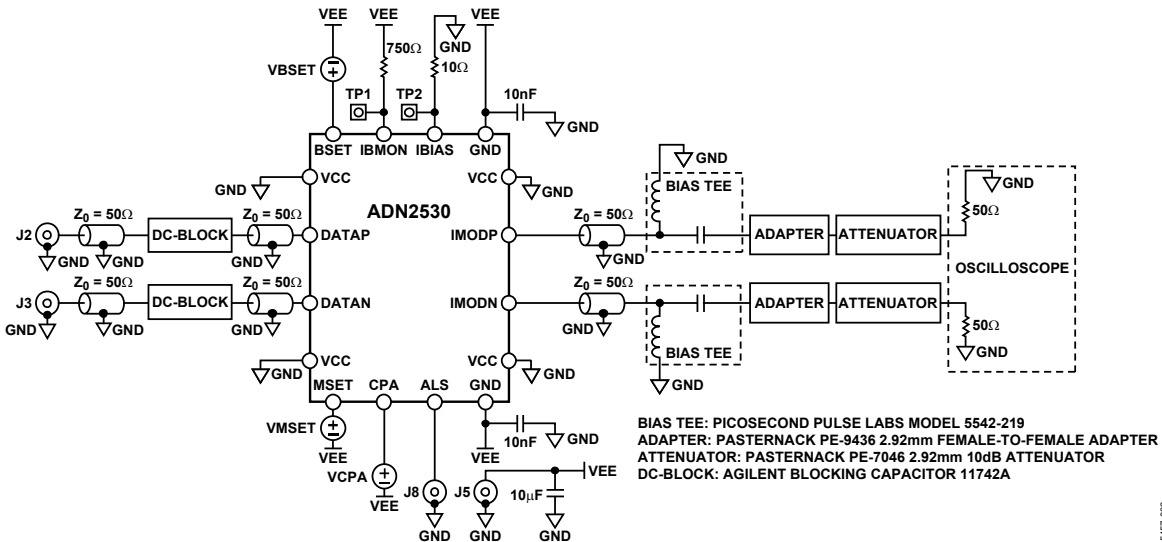 VEE VEE VEE
GND
750Ω
10Ω
VBSET
TP1 TP2
10nF
GND
BSET IBMON IBIAS GND
GND
VCC VCC
GND GND
BIAS TEE
ADN2530
Z0 = 50Ω Z0 = 50Ω Z0 = 50Ω
GND
50Ω
J2 DC-BLOCK DATAP IMODP ADAPTER ATTENUATOR
GND GND GND GND
OSCILLOSCOPE
Z0 = 50Ω Z0 = 50Ω Z0 = 50Ω
J3 DC-BLOCK DATAN IMODN ADAPTER ATTENUATOR
GND GND GND GND
50Ω
BIAS TEE
GND
VCC VCC
GND GND
GND
MSET CPA ALS GND
VMSET
VEE
10nF
GND
VEE
BIAS TEE: PICOSECOND PULSE LABS MODEL 5542-219
ADAPTER: PASTERNACK PE-9436 2.92mm FEMALE-TO-FEMALE ADAPTER
ATTENUATOR: PASTERNACK PE-7046 2.92mm 10dB ATTENUATOR
DC-BLOCK: AGILENT BLOCKING CAPACITOR 11742A
VCPA
VEE
J8 J5
10µF
VEE
GND GND GND